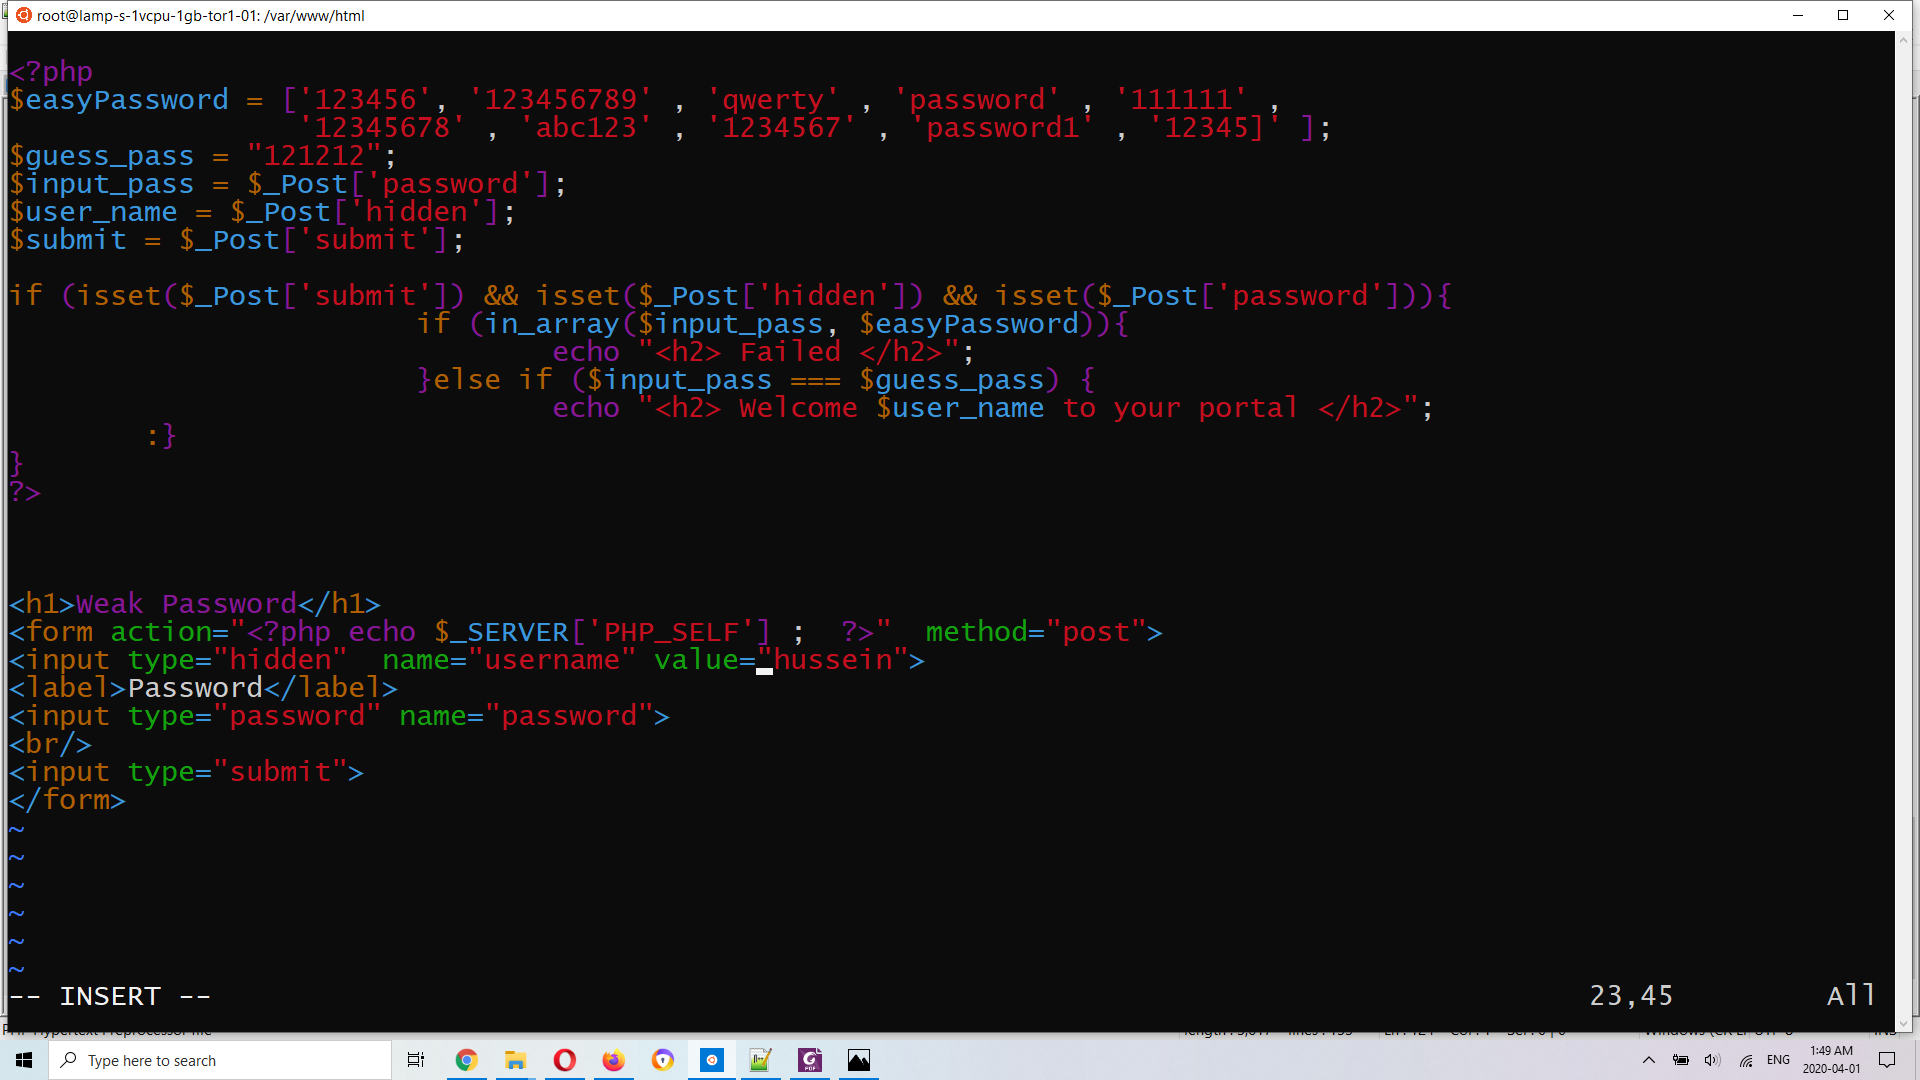 root@lamp-s-1vcpu-1gb-tor1-01: /var/www/html
<?php
$easyPassword = ['123456', '123456789' , 'qwerty' , 'password' , '111111' ,
'12345678' , 'abc123' , '1234567' , 'password1' , '12345]' ];
$guess_pass = "121212";
$input_pass = $_Post['password'];
$user_name = $_Post['hidden'];
$submit = $_Post['submit'];
if (isset($_Post['submit']) && isset($_Post['hidden']) && isset($_Post['password'])){
if (in_array($input_pass, $easyPassword)){
echo "<h2> Failed </h2>";
}else if ($input_pass === $guess_pass) {
echo "<h2> Welcome $user_name to your portal </h2>";
:}
}
?>
<h1>Weak Password</h1>
<form action="<?php echo $_SERVER['PHP_SELF'] ;  ?>"  method="post">
<input type="hidden"  name="username" value="hussein">
<label>Password</label>
<input type="password" name="password">
<br/>
<input type="submit">
</form>
~
~
~
~
~
~
-- INSERT -- 23,45 All
Type here to search
ENG
1:49 AM
2020-04-01